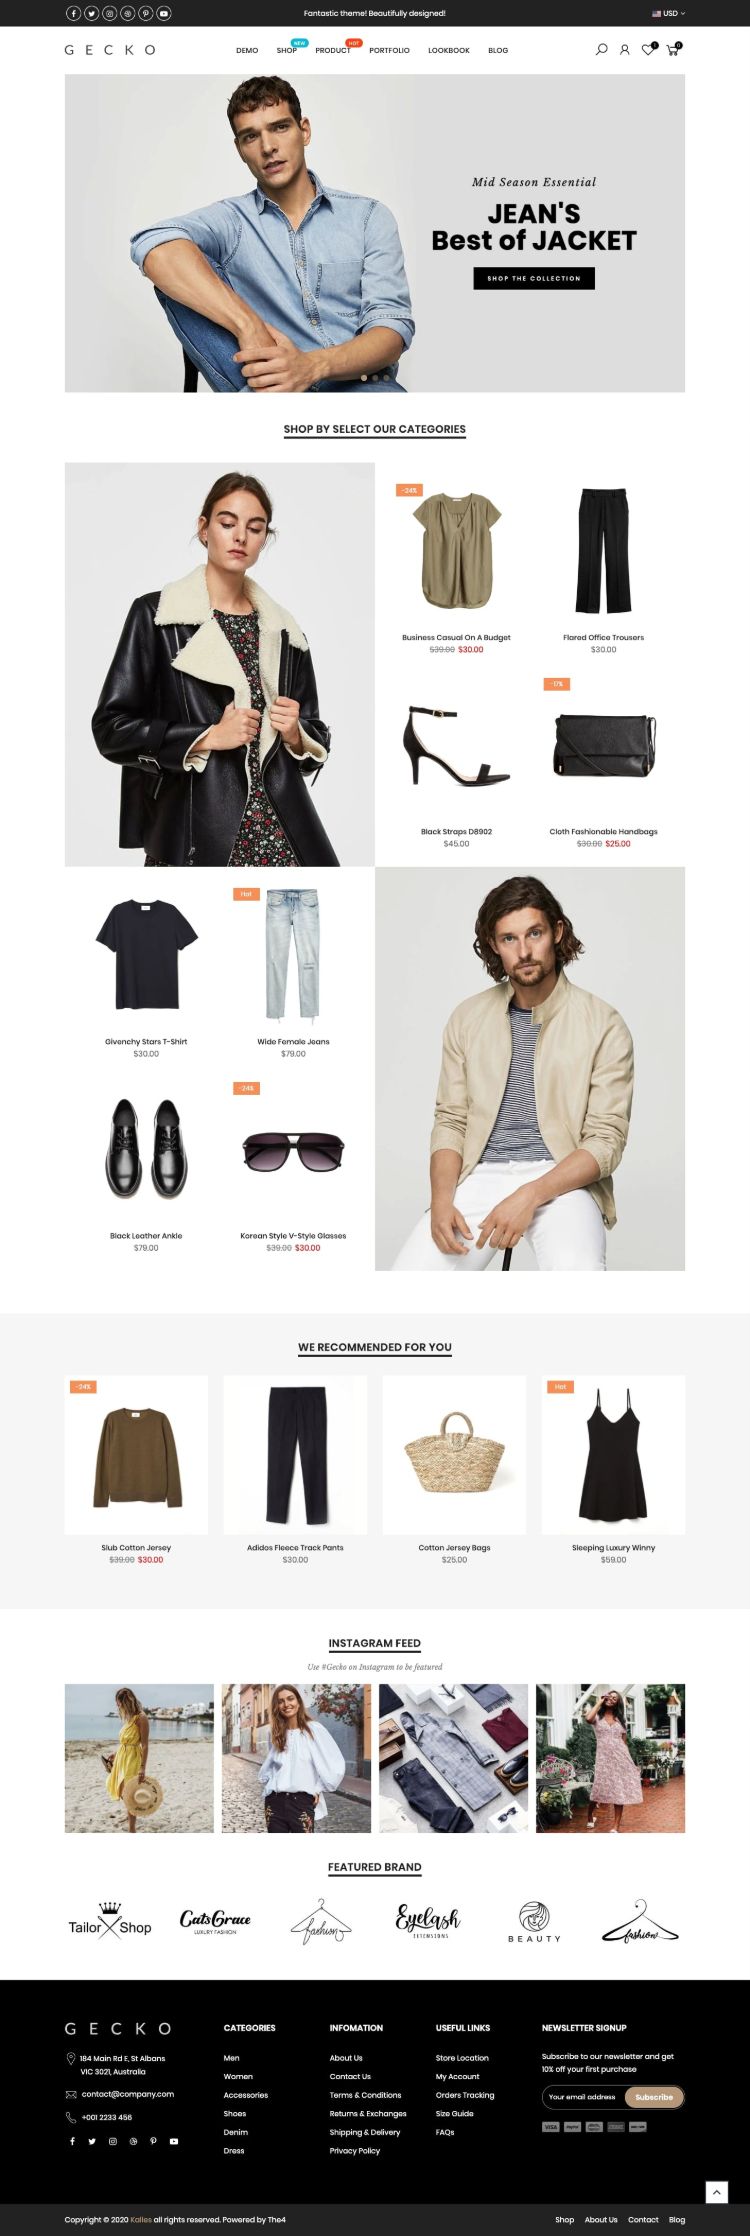 Fantastic theme! Beautifully designed!
USD
GECKO
DEMO
SHOP
NEW
PRODUCT
HOT
PORTFOLIO
LOOKBOOK
BLOG
Mid Season Essential
JEAN'S
Best of JACKET
SHOP THE COLLECTION
SHOP BY SELECT OUR CATEGORIES
-24%
Business Casual On A Budget
$39.00 $30.00
Flared Office Trousers
$30.00
Black Straps D8902
$45.00
-17%
Cloth Fashionable Handbags
$30.00 $25.00
Givenchy Stars T-Shirt
$30.00
Hot
Wide Female Jeans
$79.00
Black Leather Ankle
$79.00
-24%
Korean Style V-Style Glasses
$39.00 $30.00
WE RECOMMENDED FOR YOU
-24%
Slub Cotton Jersey
$39.00 $30.00
Adidos Fleece Track Pants
$30.00
Cotton Jersey Bags
$25.00
Hot
Sleeping Luxury Winny
$59.00
INSTAGRAM FEED
Use #Gecko on Instagram to be featured
FEATURED BRAND
Tailor Shop
CatsGrace
LUXURY FASHION
fashion
Eyelash
EXTENSIONS
BEAUTY
fashion
GECKO
184 Main Rd E, St Albans
VIC 3021, Australia
contact@company.com
+001 2233 456
CATEGORIES
Men
Women
Accessories
Shoes
Denim
Dress
INFOMATION
About Us
Contact Us
Terms & Conditions
Returns & Exchanges
Shipping & Delivery
Privacy Policy
USEFUL LINKS
Store Location
My Account
Orders Tracking
Size Guide
FAQs
NEWSLETTER SIGNUP
Subscribe to our newsletter and get
10% off your first purchase
Your email address
Subscribe
VISA
PayPal
Copyright © 2020 Kalles all rights reserved. Powered by The4
Shop
About Us
Contact
Blog